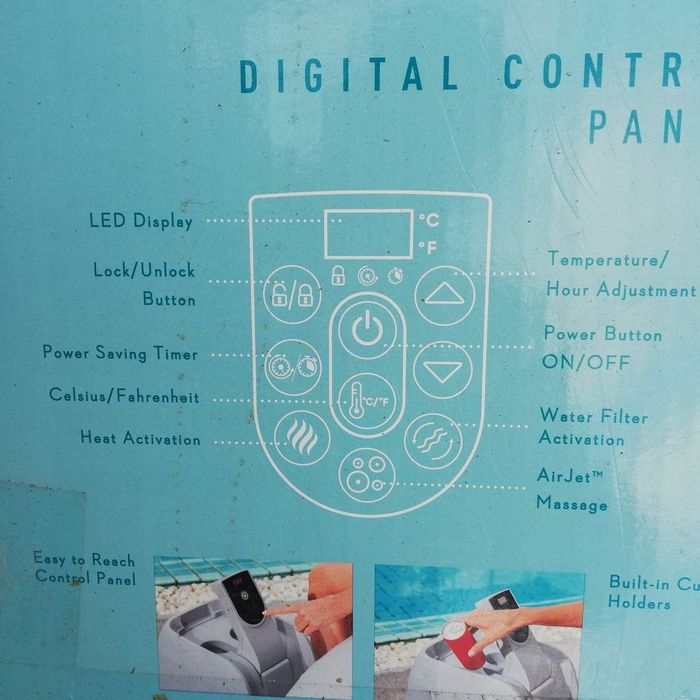 DIGITAL CONTR
PAN
LED Display
°C
°F
Lock/Unlock
Button
Temperature/
Hour Adjustment
Power Saving Timer
Power Button
ON/OFF
Celsius/Fahrenheit
°C/°F
Heat Activation
Water Filter
Activation
AirJet™
Massage
Easy to Reach
Control Panel
Built-in Cu
Holders